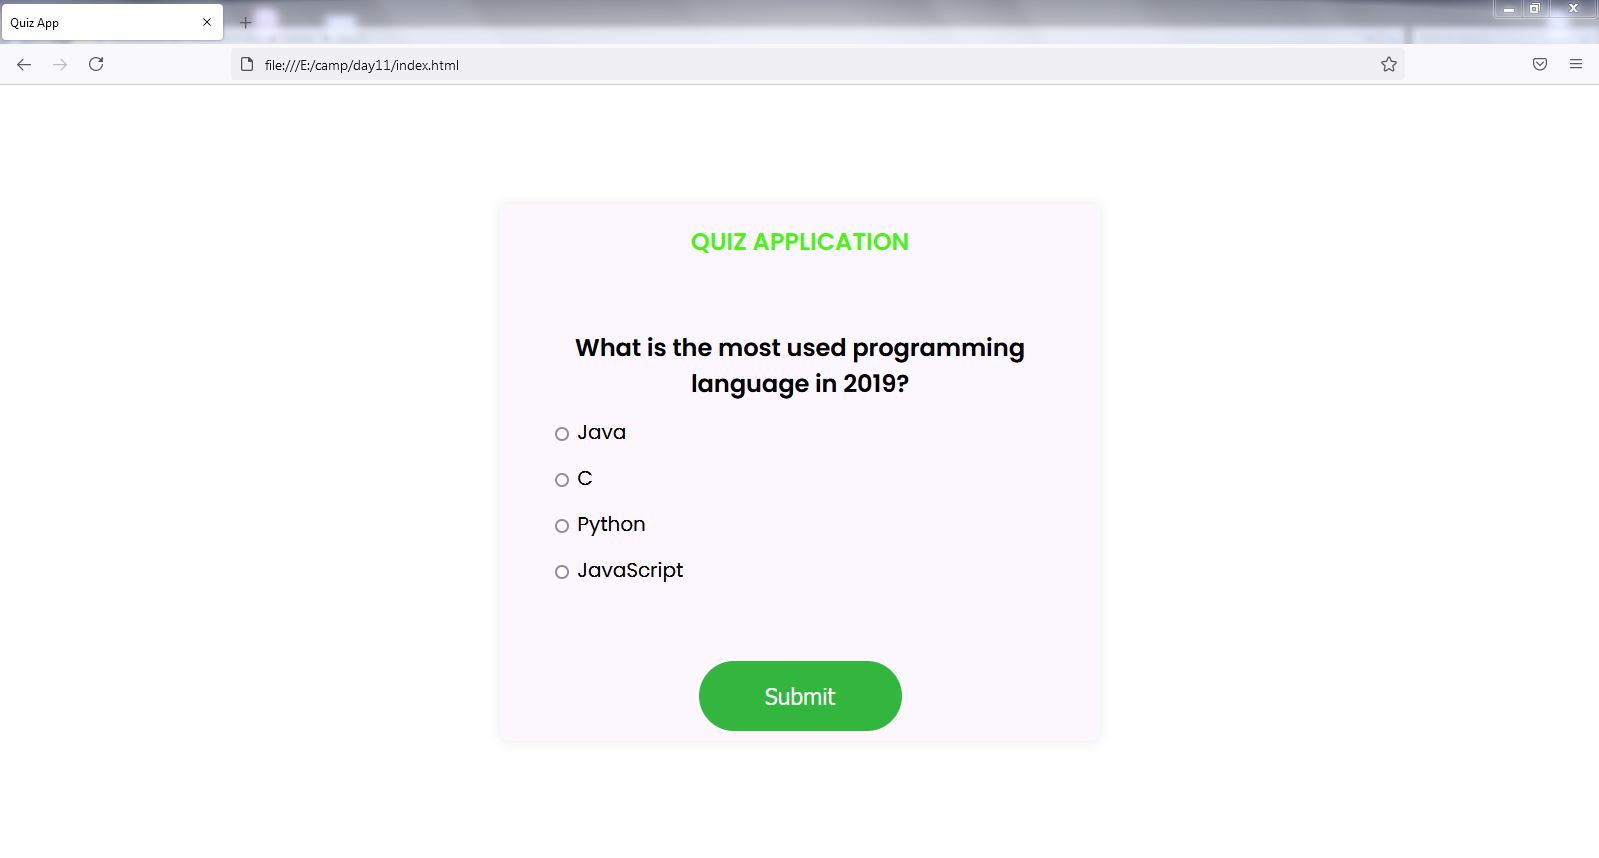 Quiz App
file:///E:/camp/day11/index.html
QUIZ APPLICATION
What is the most used programming
language in 2019?
Java
C
Python
JavaScript
Submit